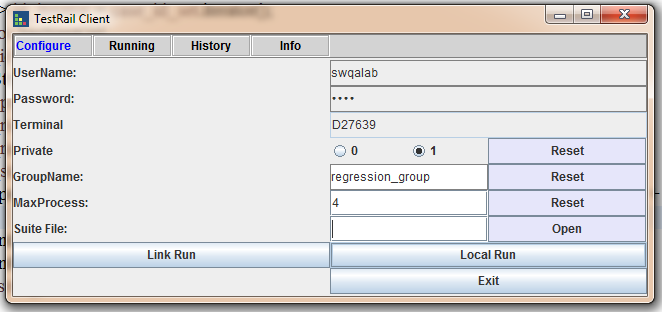 TestRail Client
Configure Running History Info
UserName: swqalab
Password: ••••
Terminal D27639
Private 0 1 Reset
GroupName: regression_group Reset
MaxProcess: 4 Reset
Suite File: Open
Link Run Local Run
Exit